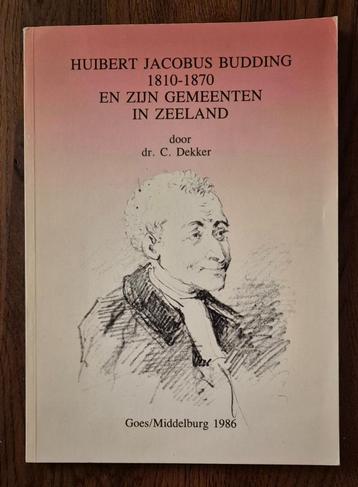 HUIBERT JACOBUS BUDDING
1810-1870
EN ZIJN GEMEENTEN
IN ZEELAND
door
dr. C. Dekker
Goes/Middelburg 1986